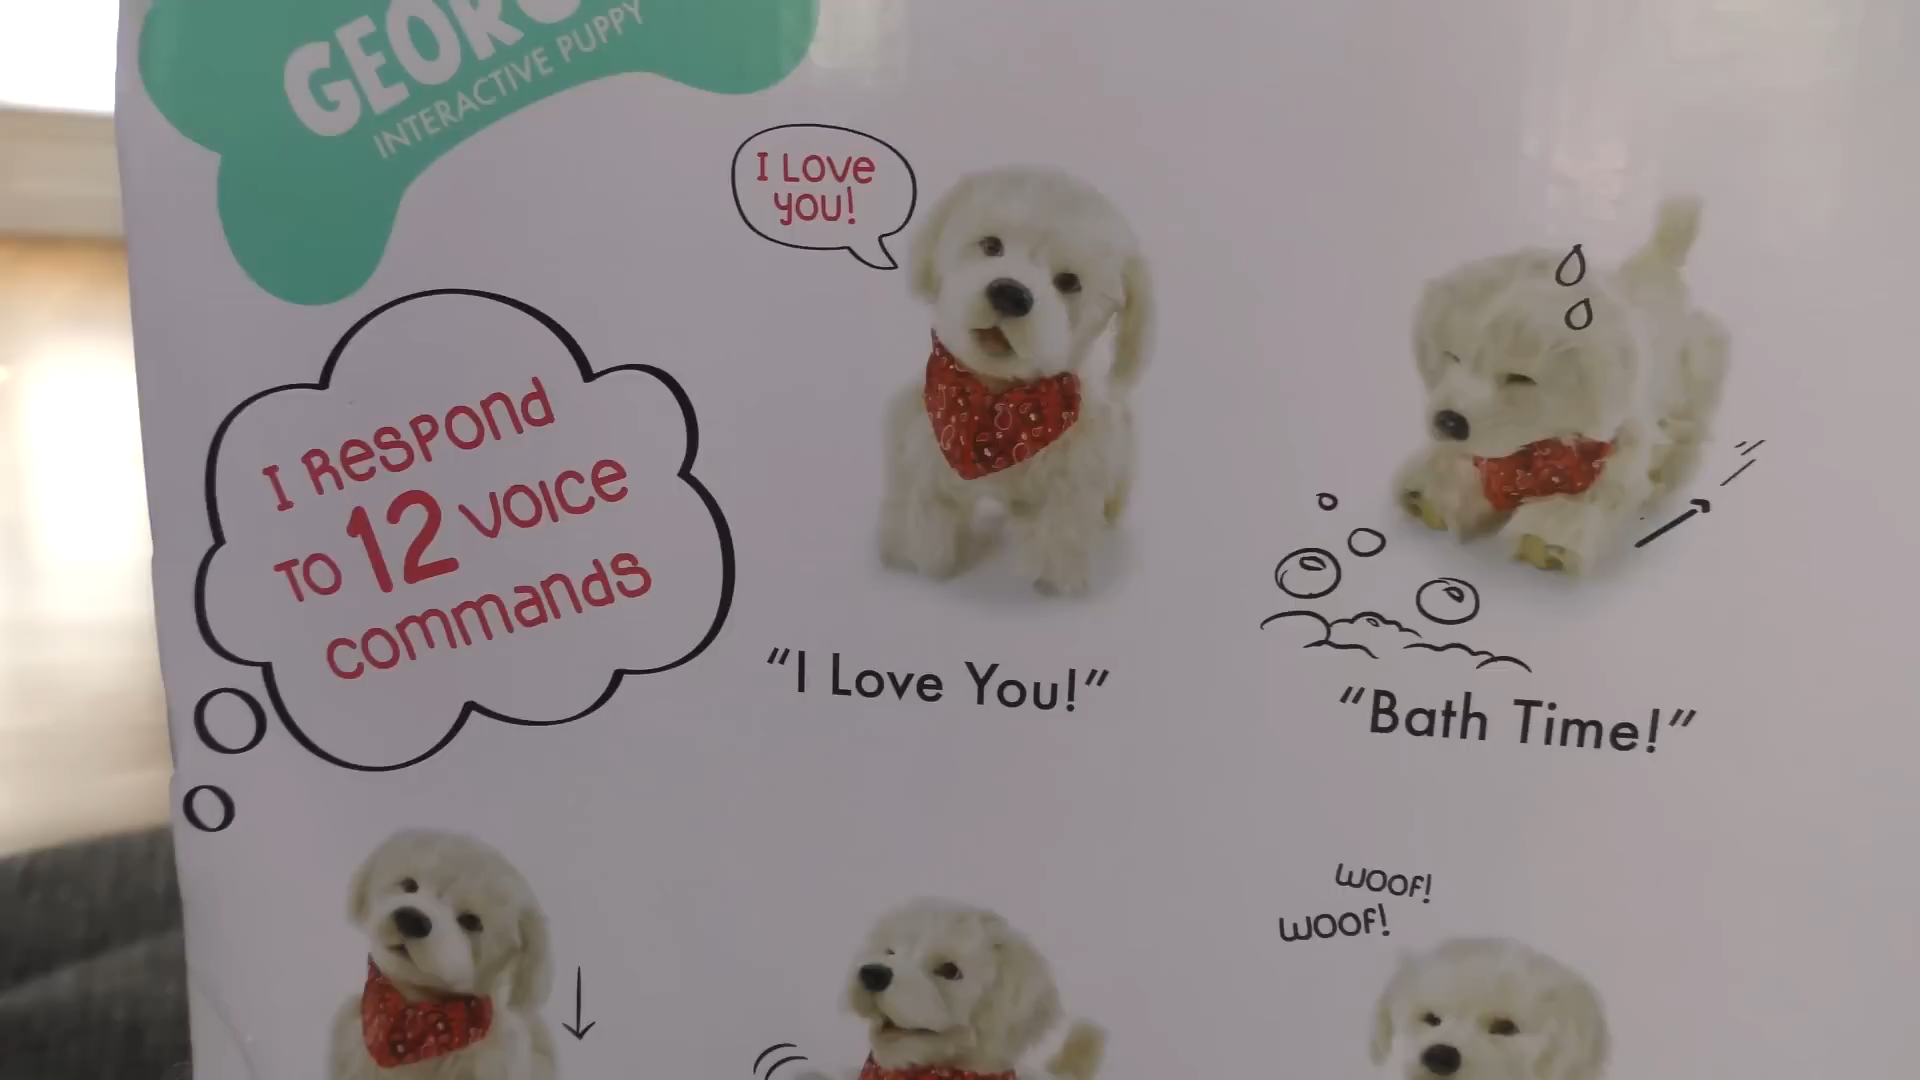 INTERACTIVE PUPPY
I Love
you!
I Respond
to 12 voice
commands
"I Love You!"
"Bath Time!"
woof!
woof!